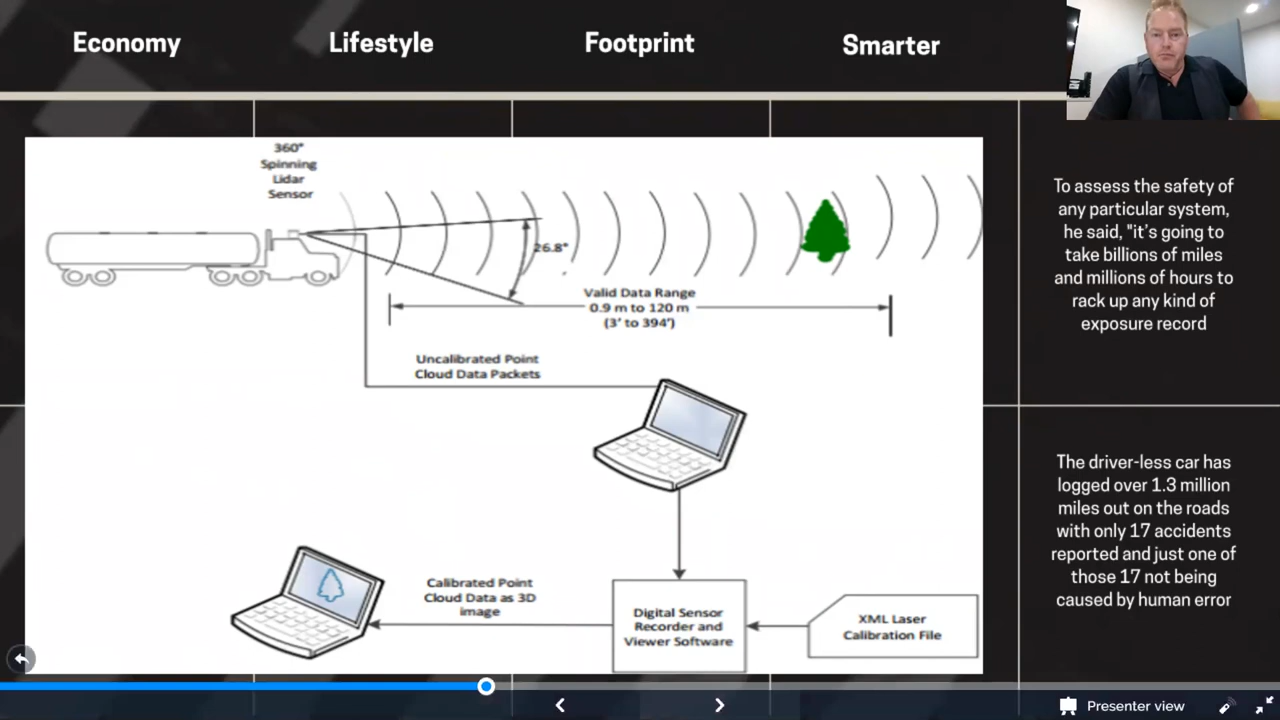 Economy
Lifestyle
Footprint
Smarter
360°
Spinning
Lidar
Sensor
26.8°
Valid Data Range
0.9 m to 120 m
(3' to 394')
Uncalibrated Point
Cloud Data Packets
Calibrated Point
Cloud Data as 3D
image
Digital Sensor
Recorder and
Viewer Software
XML Laser
Calibration File
To assess the safety of
any particular system,
he said, "it's going to
take billions of miles
and millions of hours to
rack up any kind of
exposure record
The driver-less car has
logged over 1.3 million
miles out on the roads
with only 17 accidents
reported and just one of
those 17 not being
caused by human error
Presenter view